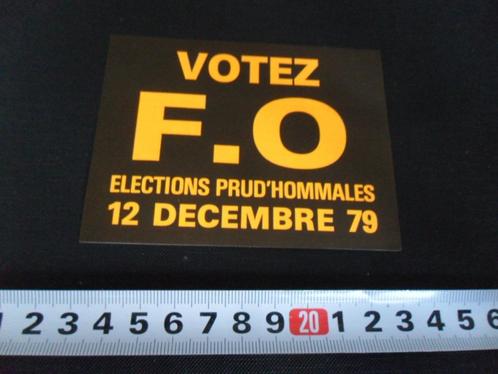 VOTEZ
F.O
ELECTIONS PRUD'HOMMALES
12 DECEMBRE 79
1 2 3 4 5 6 7 8 9 20 1 2 3 4 5 6